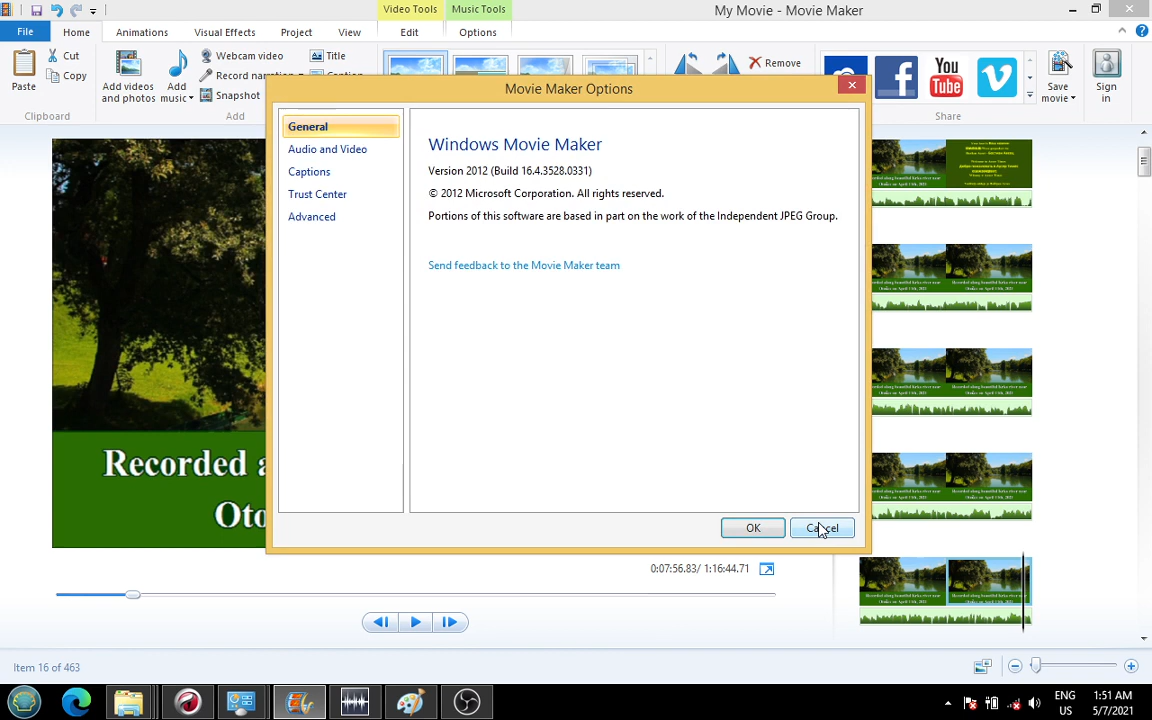 Video Tools
Music Tools
My Movie - Movie Maker
File
Home
Animations
Visual Effects
Project
View
Edit
Options
Paste
Cut
Copy
Clipboard
Add videos
and photos
Add
music
Webcam video
Record narration
Snapshot
Title
Caption
Add
Remove
You
Tube
Save
movie
Share
Sign
in
Movie Maker Options
General
Audio and Video
Captions
Trust Center
Advanced
Windows Movie Maker
Version 2012 (Build 16.4.3528.0331)
© 2012 Microsoft Corporation. All rights reserved.
Portions of this software are based in part on the work of the Independent JPEG Group.
Send feedback to the Movie Maker team
OK
Cancel
Recorded a
Oto
0:07:56.83/ 1:16:44.71
Item 16 of 463
ENG
US
1:51 AM
5/7/2021